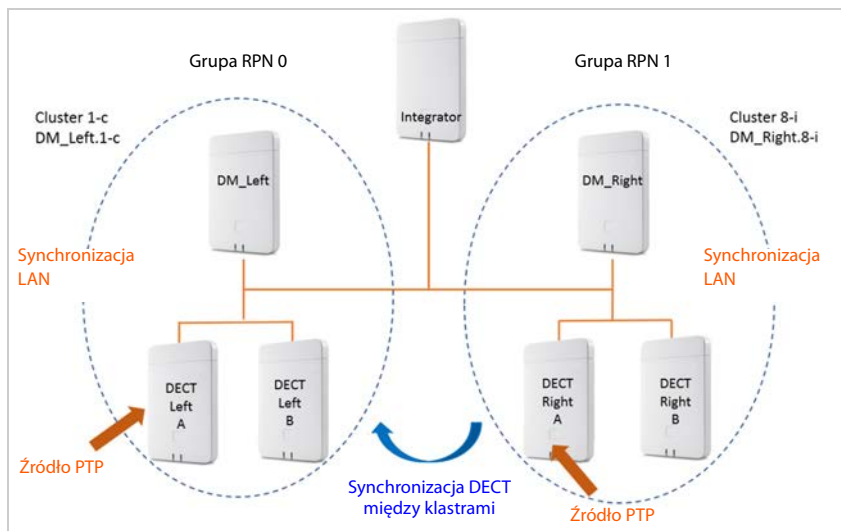 Grupa RPN 0
Grupa RPN 1
Integrator
Cluster 1-c
DM_Left.1-c
Cluster 8-i
DM_Right.8-i
DM_Left
DM_Right
Synchronizacja
LAN
Synchronizacja
LAN
DECT
Left
A
DECT
Left
B
DECT
Right
A
DECT
Right
B
Źródło PTP
Synchronizacja DECT
między klastrami
Źródło PTP